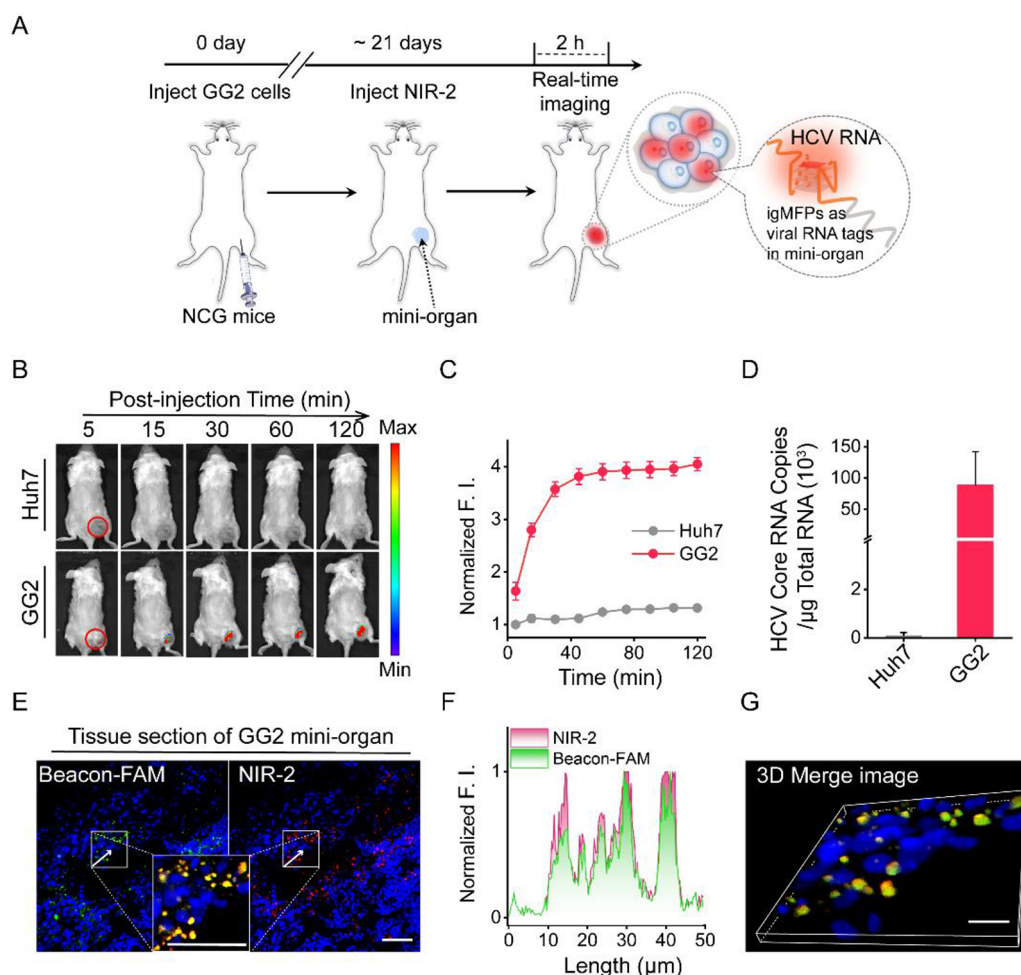 A
0 day
~ 21 days
2 h
Inject GG2 cells
Inject NIR-2
Real-time
imaging
HCV RNA
igMFPs as
viral RNA tags
in mini-organ
NCG mice
mini-organ
B
Post-injection Time (min)
5 15 30 60 120
Max
Huh7
GG2
Min
C
Normalized F. I.
4
3
2
1
Huh7
GG2
0 40 80 120
Time (min)
D
HCV Core RNA Copies
/µg Total RNA (10³)
150
100
50
2
0
Huh7
GG2
E
Tissue section of GG2 mini-organ
Beacon-FAM
NIR-2
F
NIR-2
Beacon-FAM
Normalized F. I.
1
0
0 10 20 30 40 50
Length (µm)
G
3D Merge image